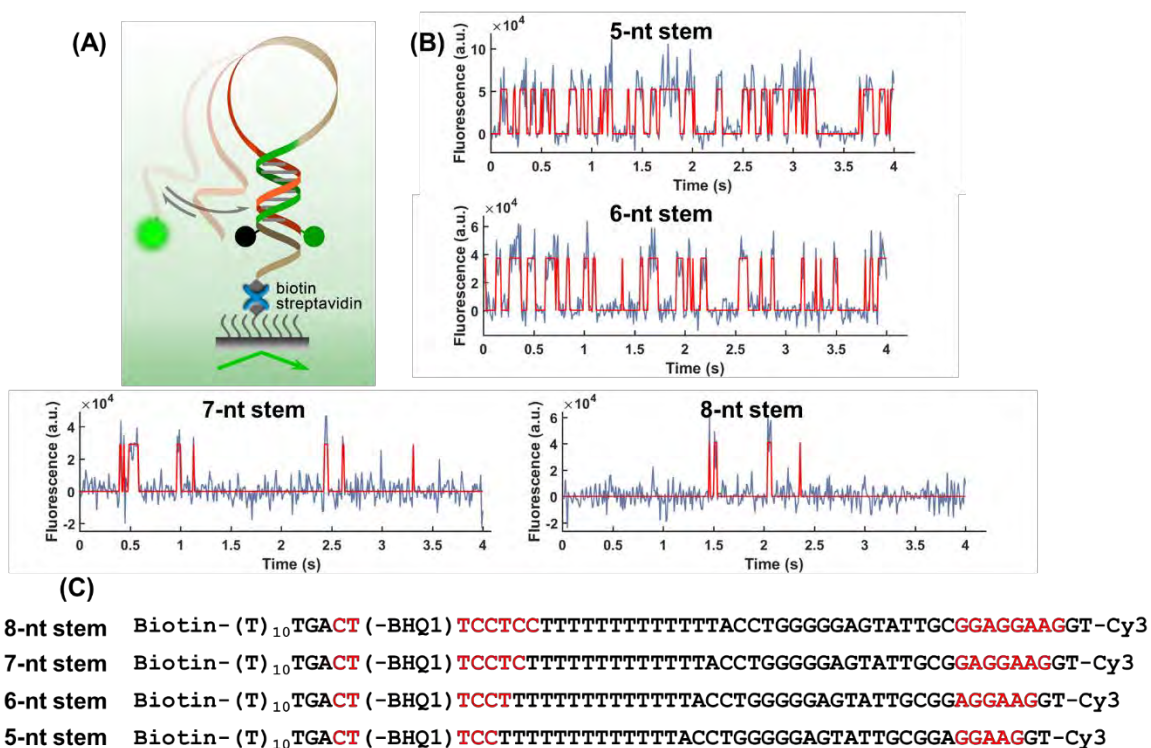 (A)
biotin
streptavidin
(B)
5-nt stem
×10⁴
Fluorescence (a.u.)
10
5
0
0 0.5 1 1.5 2 2.5 3 3.5 4
Time (s)
6-nt stem
×10⁴
Fluorescence (a.u.)
6
4
2
0
0 0.5 1 1.5 2 2.5 3 3.5 4
Time (s)
7-nt stem
×10⁴
Fluorescence (a.u.)
4
2
0
-2
0 0.5 1 1.5 2 2.5 3 3.5 4
Time (s)
8-nt stem
×10⁴
Fluorescence (a.u.)
6
4
2
0
-2
0 0.5 1 1.5 2 2.5 3 3.5 4
Time (s)
(C)
8-nt stem Biotin-(T)₁₀TGACT(-BHQ1)TCCTCCTTTTTTTTTTTTTACCTGGGGGAGTATTGCGGAGGAAGGT-Cy3
7-nt stem Biotin-(T)₁₀TGACT(-BHQ1)TCCTCTTTTTTTTTTTTTACCTGGGGGAGTATTGCGGAGGAAGGT-Cy3
6-nt stem Biotin-(T)₁₀TGACT(-BHQ1)TCCTTTTTTTTTTTTTTACCTGGGGGAGTATTGCGGAGGAAGGT-Cy3
5-nt stem Biotin-(T)₁₀TGACT(-BHQ1)TCCTTTTTTTTTTTTTACCTGGGGGAGTATTGCGGAGGAAGGT-Cy3